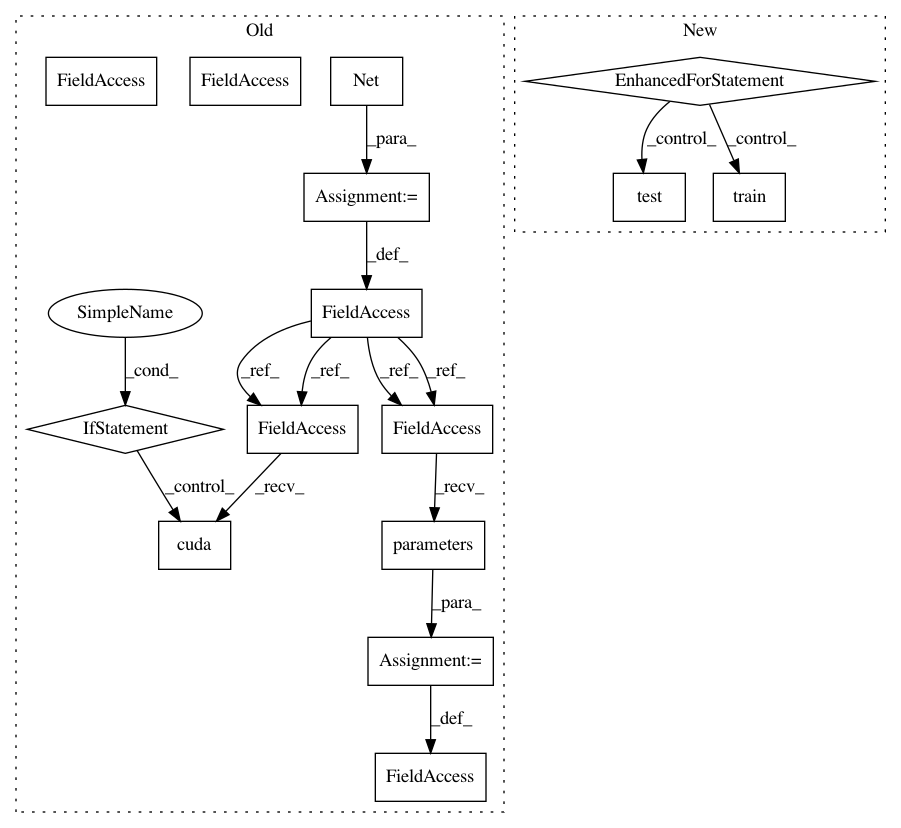 Old
New
FieldAccess
FieldAccess
Net
EnhancedForStatement
_para_
_control_
_control_
Assignment:=
test
train
_def_
SimpleName
FieldAccess
_cond_
_ref_
_ref_
_ref_
_ref_
IfStatement
FieldAccess
FieldAccess
_control_
_recv_
_recv_
cuda
parameters
_para_
Assignment:=
_def_
FieldAccess